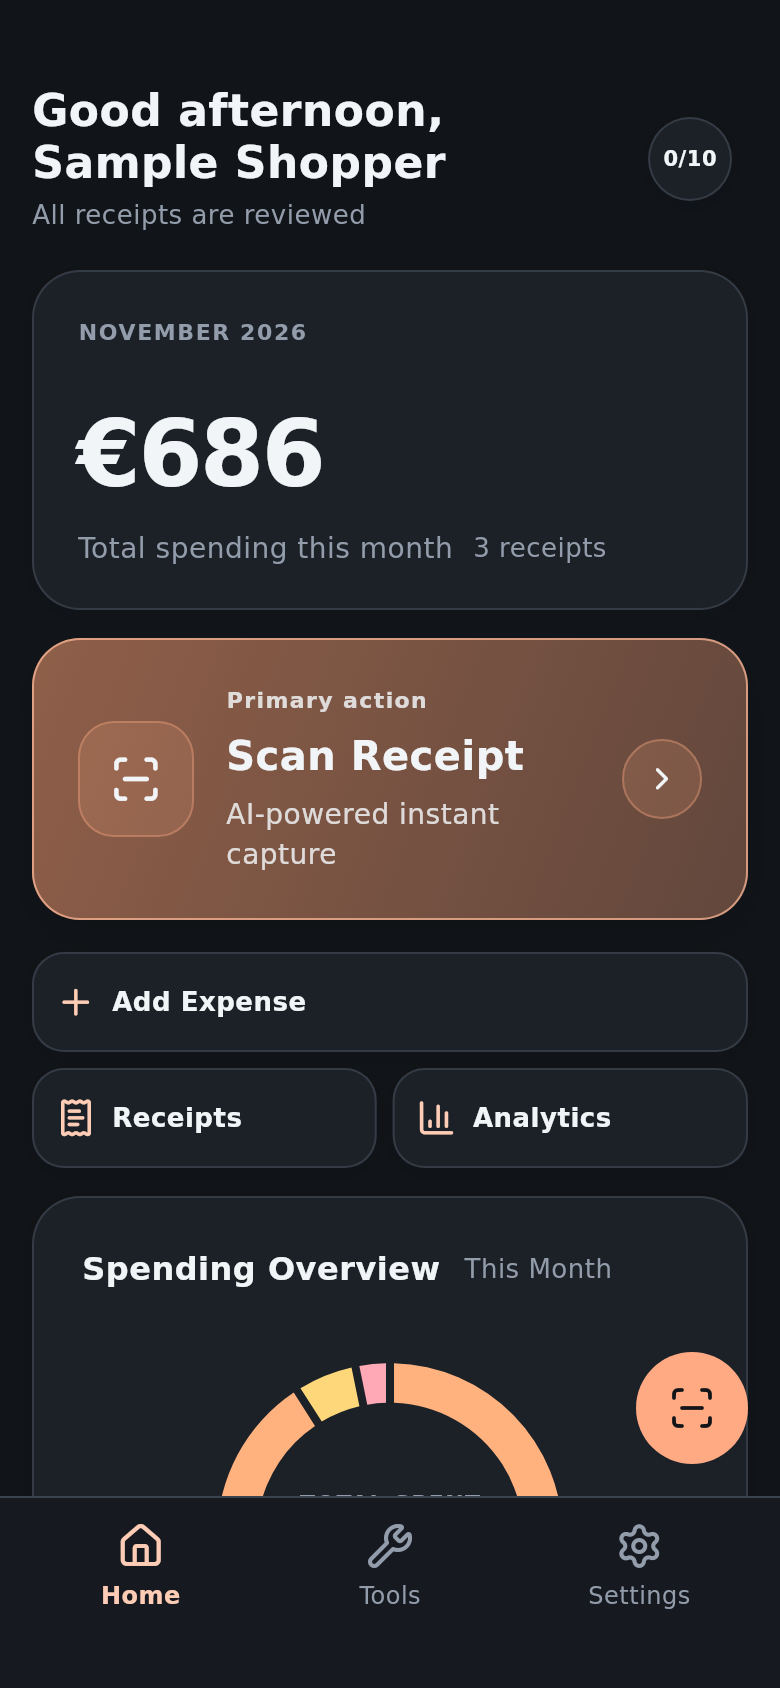 Good afternoon,
Sample Shopper
All receipts are reviewed
0/10
NOVEMBER 2026
€686
Total spending this month 3 receipts
Primary action
Scan Receipt
AI-powered instant
capture
Add Expense
Receipts
Analytics
Spending Overview This Month
Home
Tools
Settings